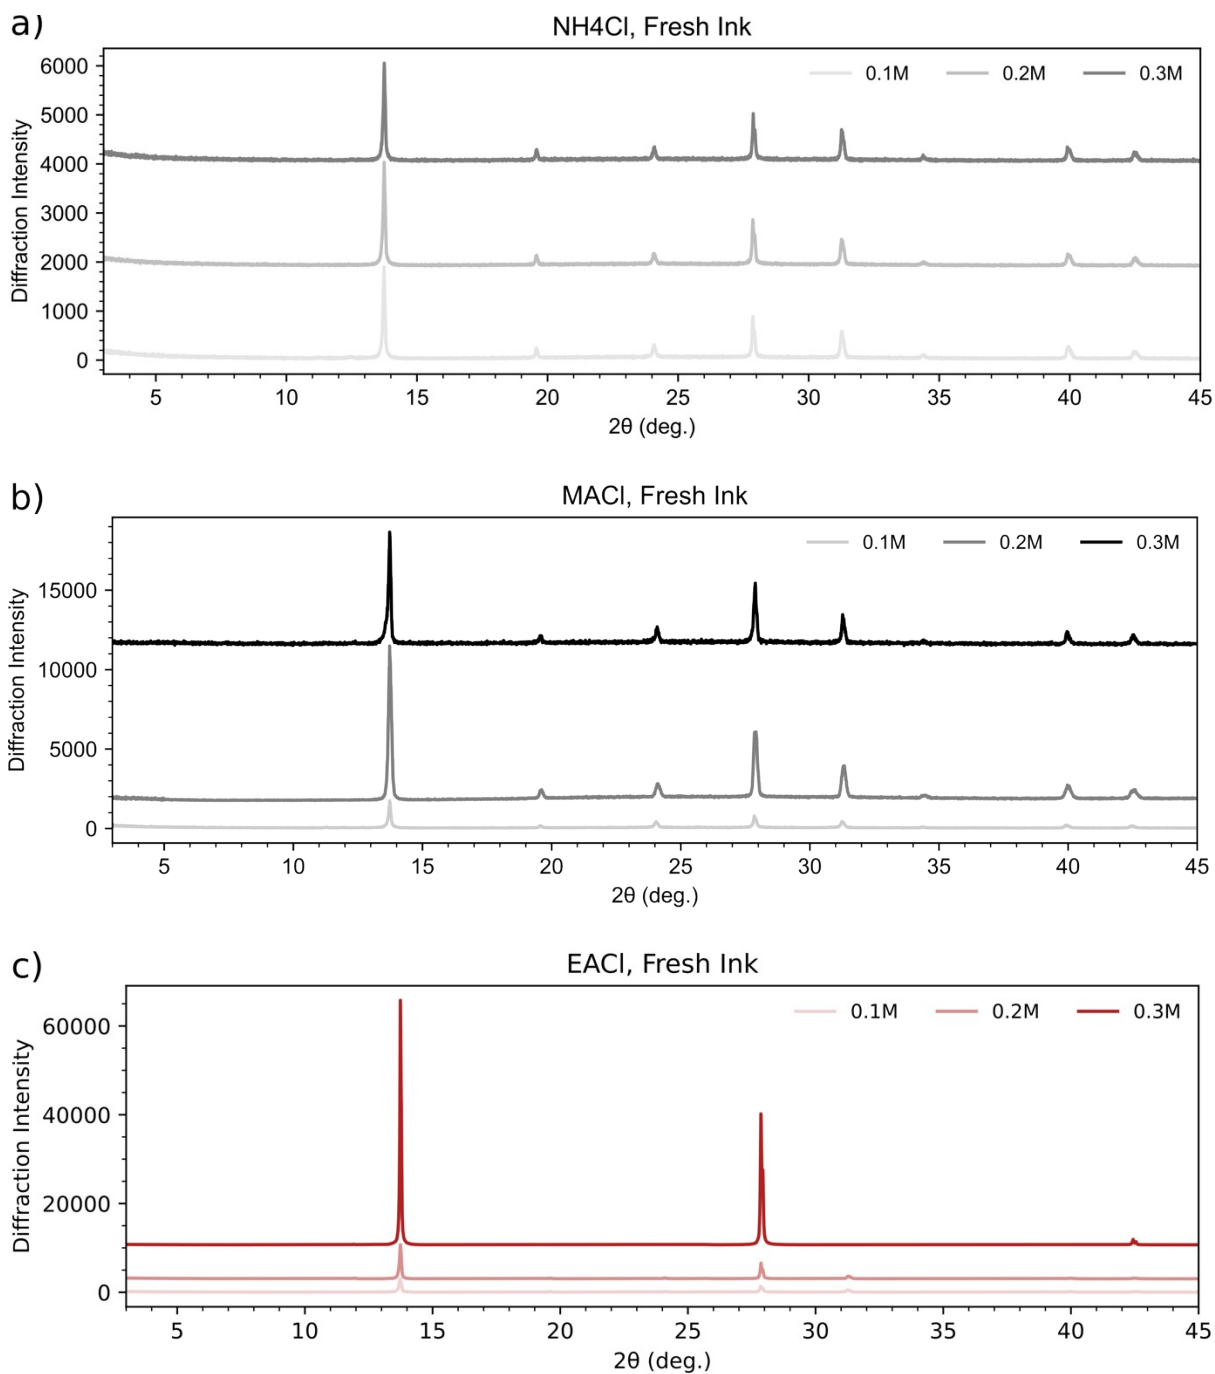 a)
NH4Cl, Fresh Ink
0.1M 0.2M 0.3M
6000
5000
4000
3000
2000
1000
0
Diffraction Intensity
5 10 15 20 25 30 35 40 45
2θ (deg.)
b)
MACl, Fresh Ink
0.1M 0.2M 0.3M
15000
10000
5000
0
Diffraction Intensity
5 10 15 20 25 30 35 40 45
2θ (deg.)
c)
EACl, Fresh Ink
0.1M 0.2M 0.3M
60000
40000
20000
0
Diffraction Intensity
5 10 15 20 25 30 35 40 45
2θ (deg.)